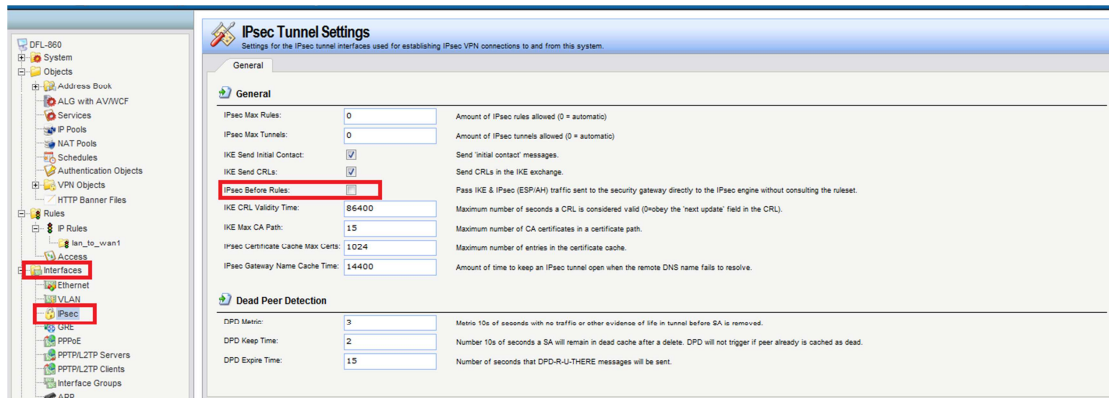 DFL-860
System
Objects
Address Book
ALG with AV/WCF
Services
IP Pools
NAT Pools
Schedules
Authentication Objects
VPN Objects
HTTP Banner Files
Rules
IP Rules
lan_to_wan1
Access
Interfaces
Ethernet
VLAN
IPsec
GRE
PPPoE
PPTP/L2TP Servers
PPTP/L2TP Clients
Interface Groups
ARP
IPsec Tunnel Settings
Settings for the IPsec tunnel interfaces used for establishing IPsec VPN connections to and from this system.
General
General
IPsec Max Rules: 0 Amount of IPsec rules allowed (0 = automatic)
IPsec Max Tunnels: 0 Amount of IPsec tunnels allowed (0 = automatic)
IKE Send Initial Contact: Send 'initial contact' messages.
IKE Send CRLs: Send CRLs in the IKE exchange.
IPsec Before Rules: Pass IKE & IPsec (ESP/AH) traffic sent to the security gateway directly to the IPsec engine without consulting the ruleset.
IKE CRL Validity Time: 86400 Maximum number of seconds a CRL is considered valid (0=obey the 'next update' field in the CRL).
IKE Max CA Path: 15 Maximum number of CA certificates in a certificate path.
IPsec Certificate Cache Max Certs: 1024 Maximum number of entries in the certificate cache.
IPsec Gateway Name Cache Time: 14400 Amount of time to keep an IPsec tunnel open when the remote DNS name fails to resolve.
Dead Peer Detection
DPD Metric: 3 Metric 10s of seconds with no traffic or other evidence of life in tunnel before SA is removed.
DPD Keep Time: 2 Number 10s of seconds a SA will remain in dead cache after a delete. DPD will not trigger if peer already is cached as dead.
DPD Expire Time: 15 Number of seconds that DPD-R-U-THERE messages will be sent.